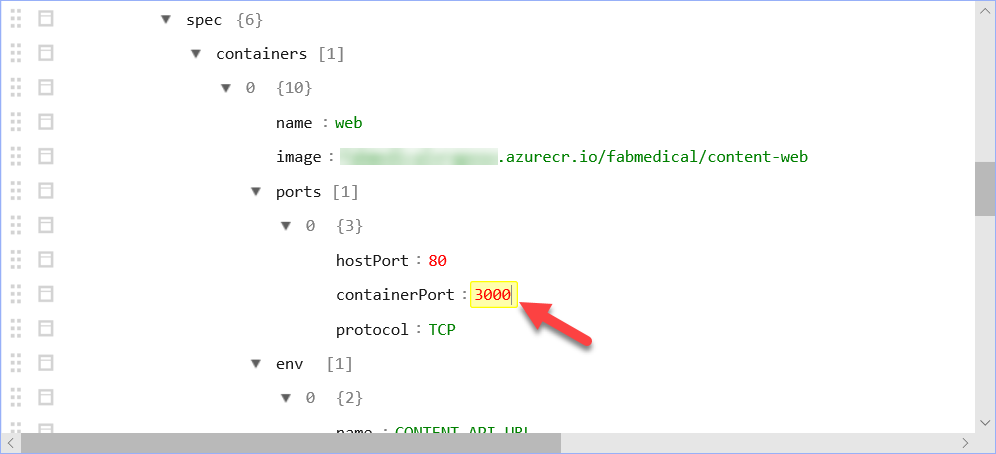 spec {6}
containers [1]
0 {10}
name : web
image : .azurecr.io/fabmedical/content-web
ports [1]
0 {3}
hostPort : 80
containerPort : 3000
protocol : TCP
env [1]
0 {2}
name : CONTENT_API_URL